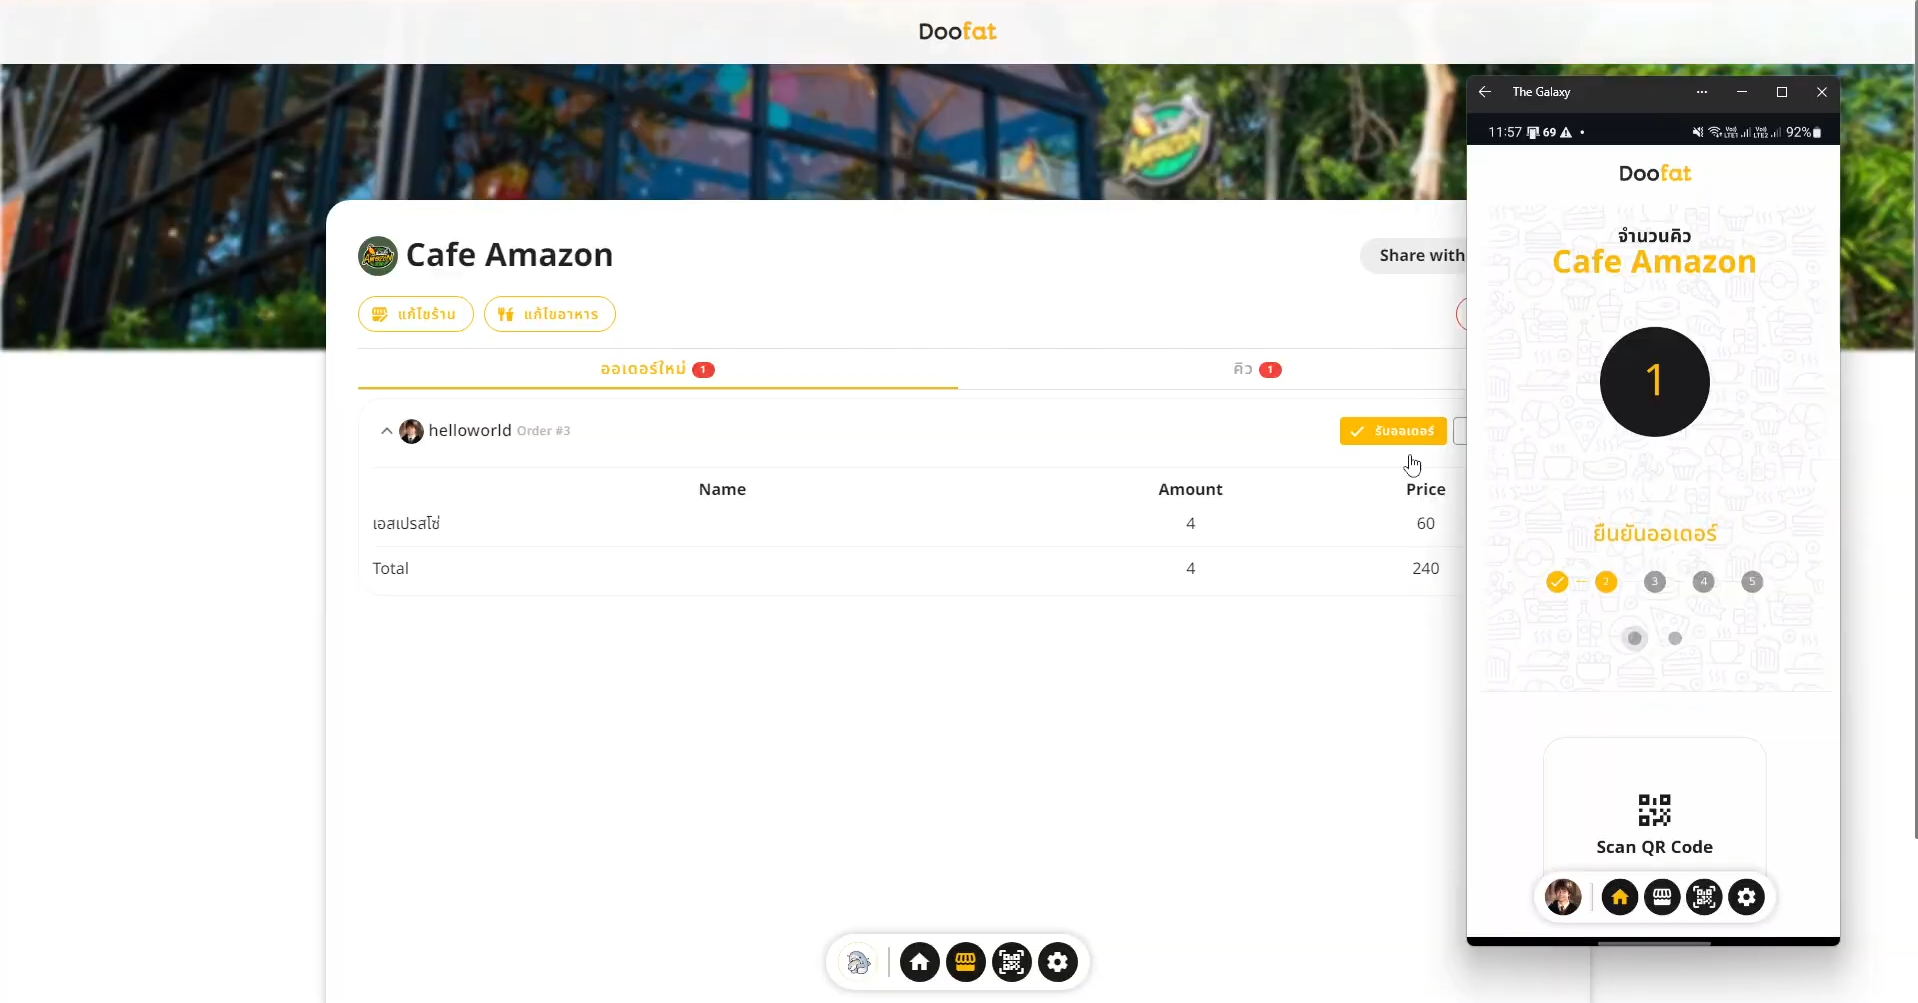 Doofat
Amazon
Cafe Amazon
Share with
แก้ไขร้าน
แก้ไขอาหาร
ออเดอร์ใหม่ 1
คิว 1
helloworld Order #3
รับออเดอร์
Name Amount Price
เอสเปรสโซ่ 4 60
Total 4 240
The Galaxy
11:57 69 92%
Doofat
จำนวนคิว
Cafe Amazon
1
ยืนยันออเดอร์
2 3 4 5
Scan QR Code